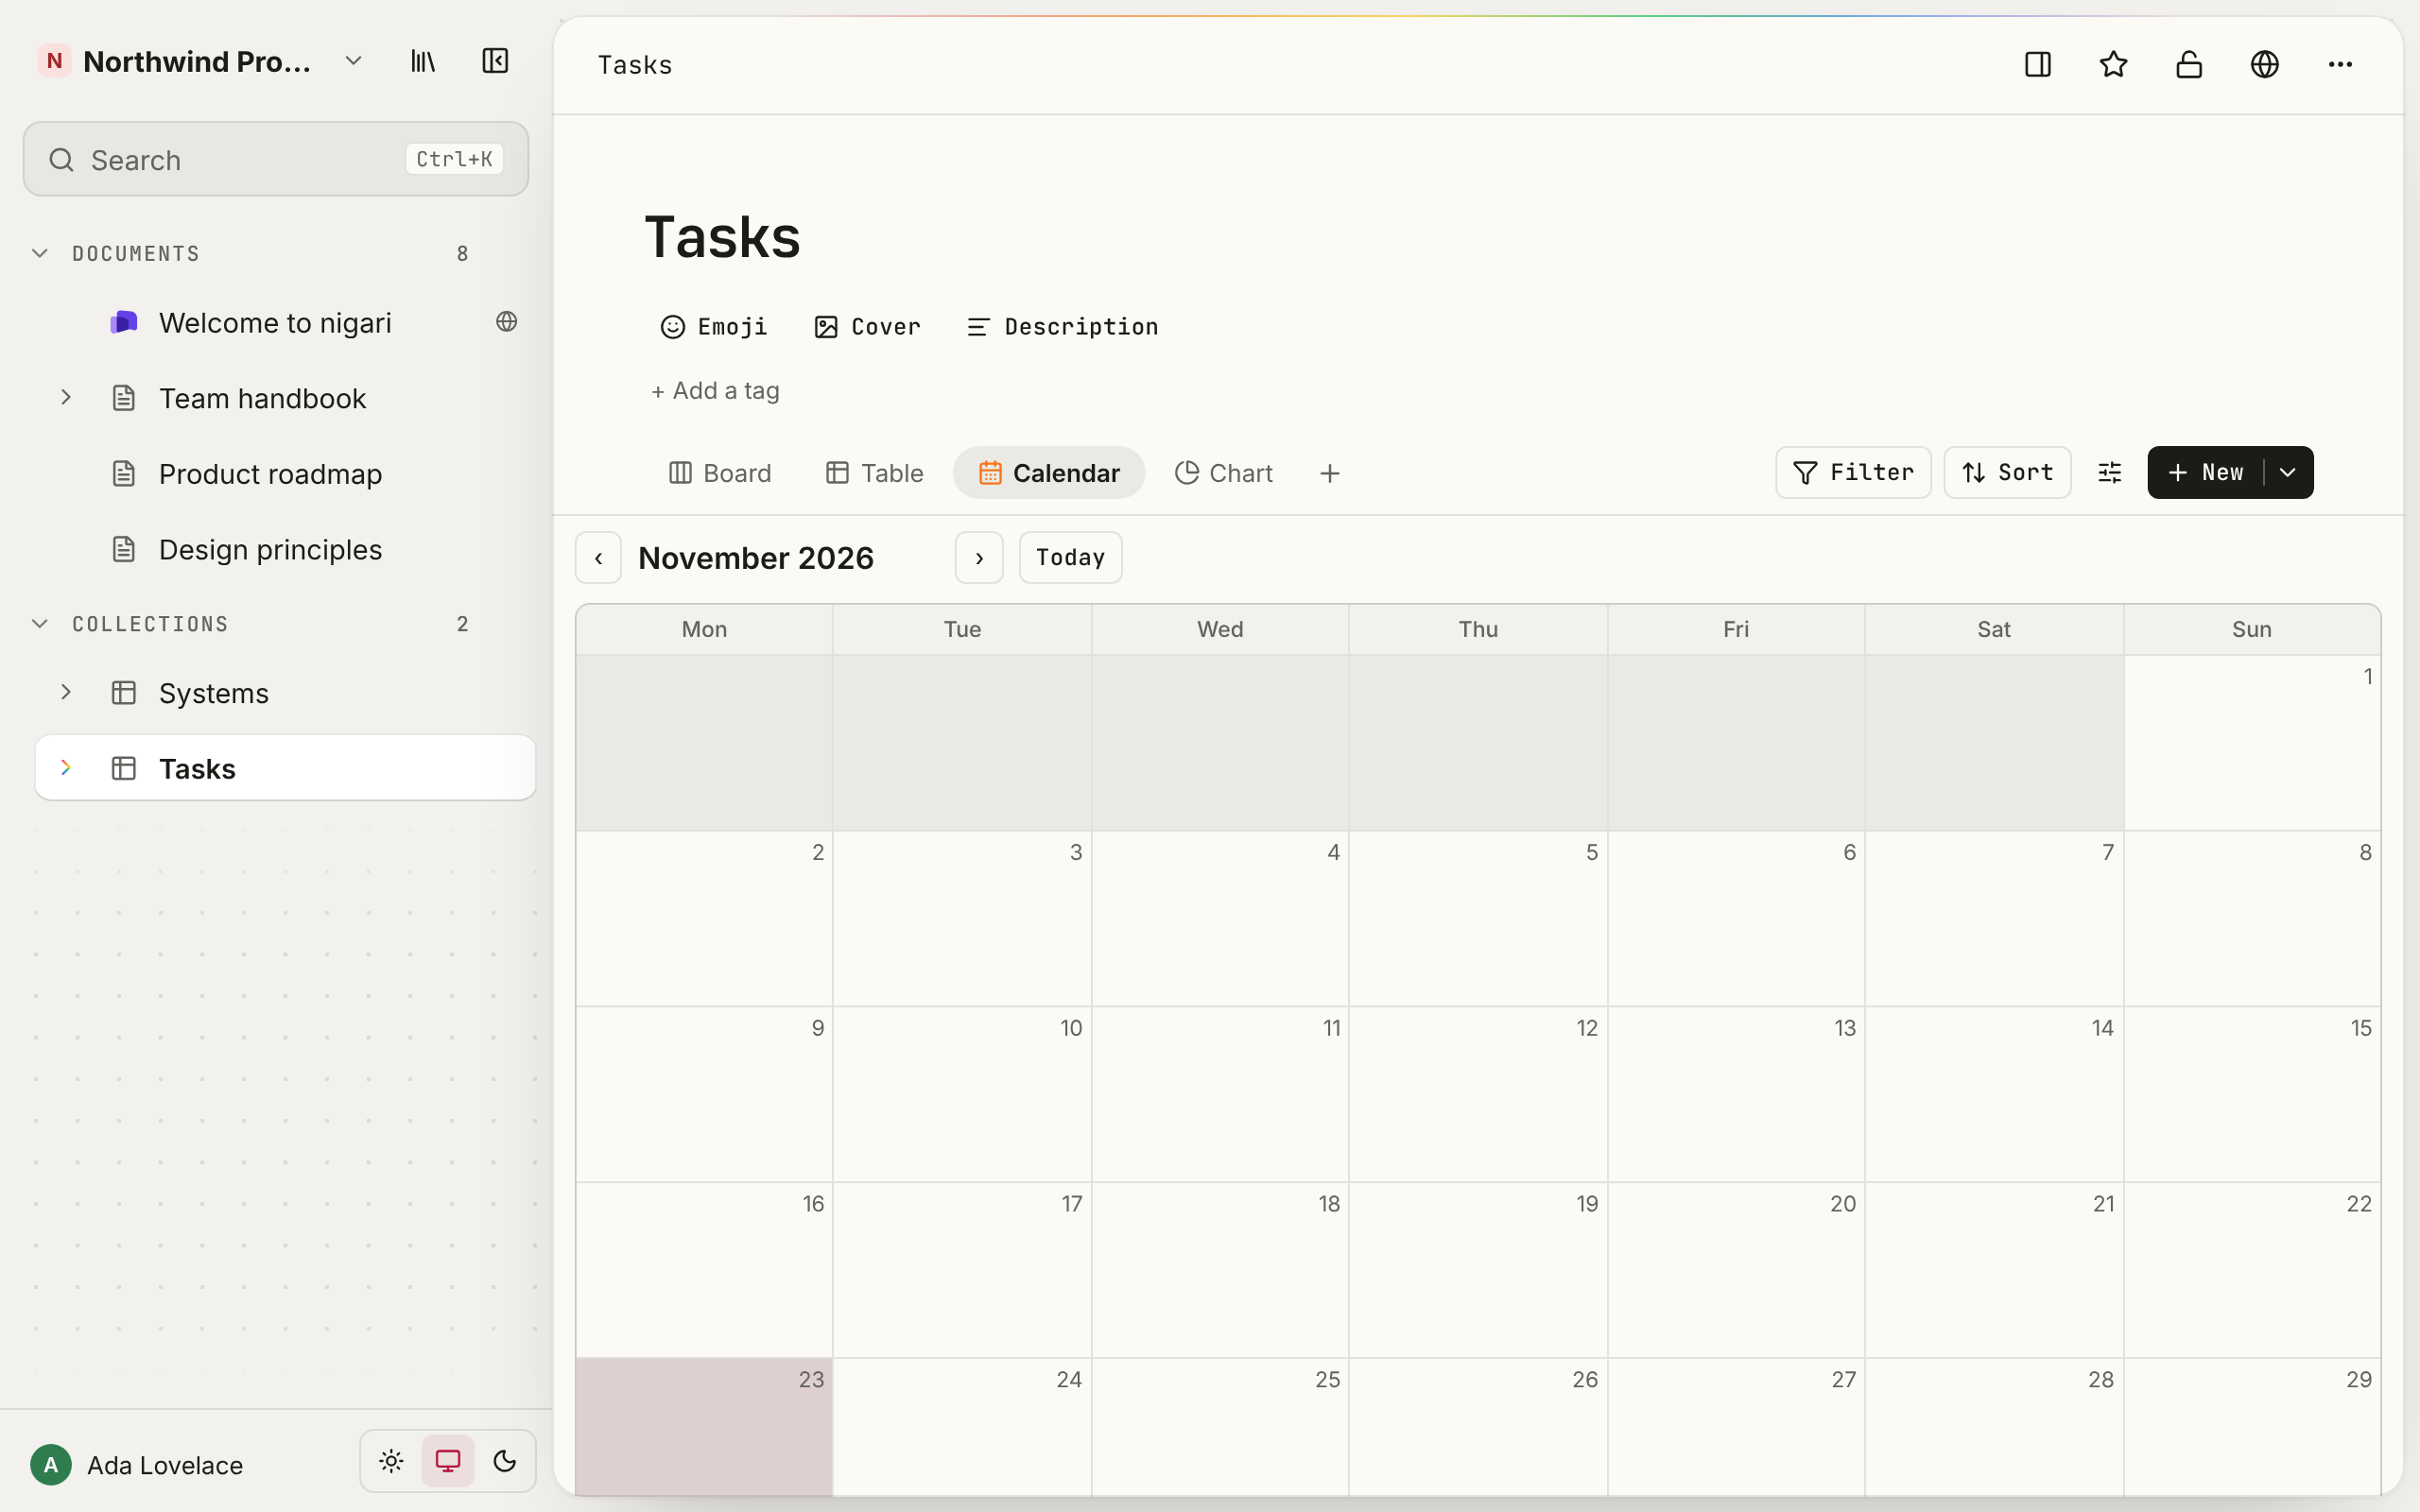 N Northwind Pro...
Search Ctrl+K
DOCUMENTS 8
Welcome to nigari
Team handbook
Product roadmap
Design principles
COLLECTIONS 2
Systems
Tasks
A Ada Lovelace
Tasks
Tasks
Emoji Cover Description
+ Add a tag
Board Table Calendar Chart +
Filter Sort + New
‹ November 2026 › Today
Mon Tue Wed Thu Fri Sat Sun
1
2 3 4 5 6 7 8
9 10 11 12 13 14 15
16 17 18 19 20 21 22
23 24 25 26 27 28 29